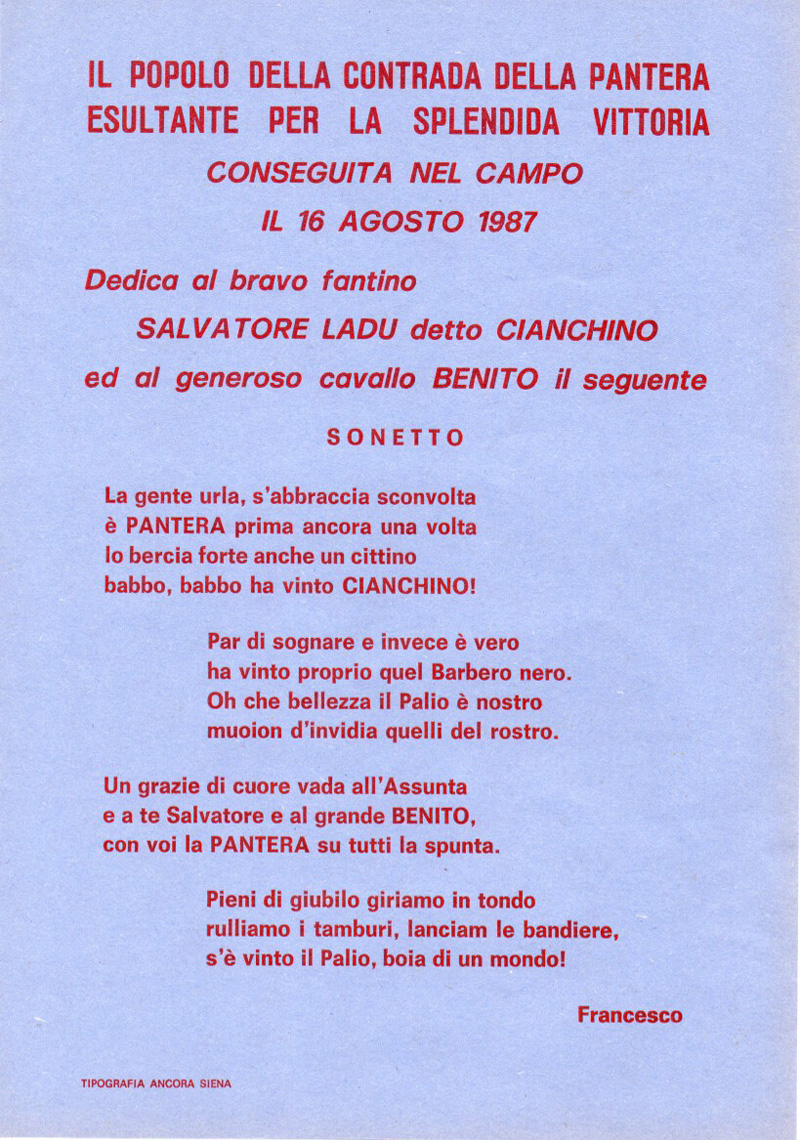 IL POPOLO DELLA CONTRADA DELLA PANTERA
ESULTANTE PER LA SPLENDIDA VITTORIA
CONSEGUITA NEL CAMPO
IL 16 AGOSTO 1987
Dedica al bravo fantino
SALVATORE LADU detto CIANCHINO
ed al generoso cavallo BENITO il seguente
SONETTO
La gente urla, s'abbraccia sconvolta
è PANTERA prima ancora una volta
lo bercia forte anche un cittino
babbo, babbo ha vinto CIANCHINO!
Par di sognare e invece è vero
ha vinto proprio quel Barbero nero.
Oh che bellezza il Palio è nostro
muoion d'invidia quelli del rostro.
Un grazie di cuore vada all'Assunta
e a te Salvatore e al grande BENITO,
con voi la PANTERA su tutti la spunta.
Pieni di giubilo giriamo in tondo
rulliamo i tamburi, lanciam le bandiere,
s'è vinto il Palio, boia di un mondo!
Francesco
TIPOGRAFIA ANCORA SIENA